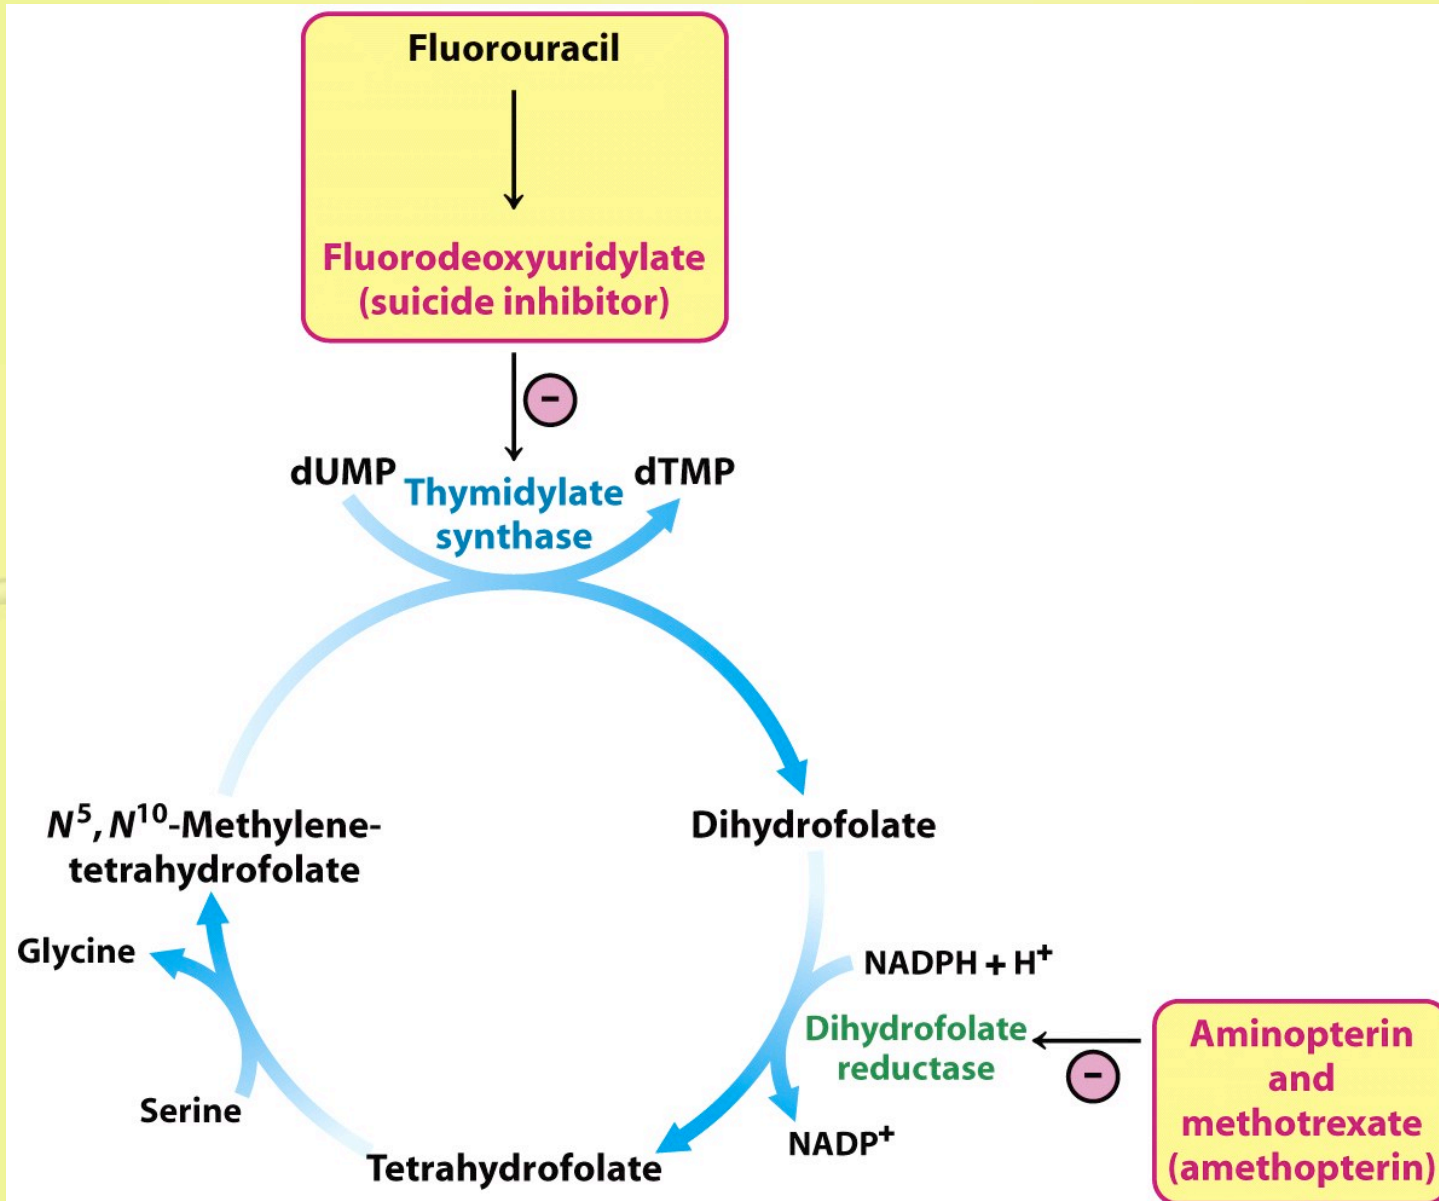 Fluorouracil
Fluorodeoxyuridylate
(suicide inhibitor)
−
dUMP
Thymidylate
synthase
dTMP
N⁵, N¹⁰-Methylene-
tetrahydrofolate
Dihydrofolate
Glycine
NADPH + H⁺
Dihydrofolate
reductase
−
Aminopterin
and
methotrexate
(amethopterin)
Serine
NADP⁺
Tetrahydrofolate